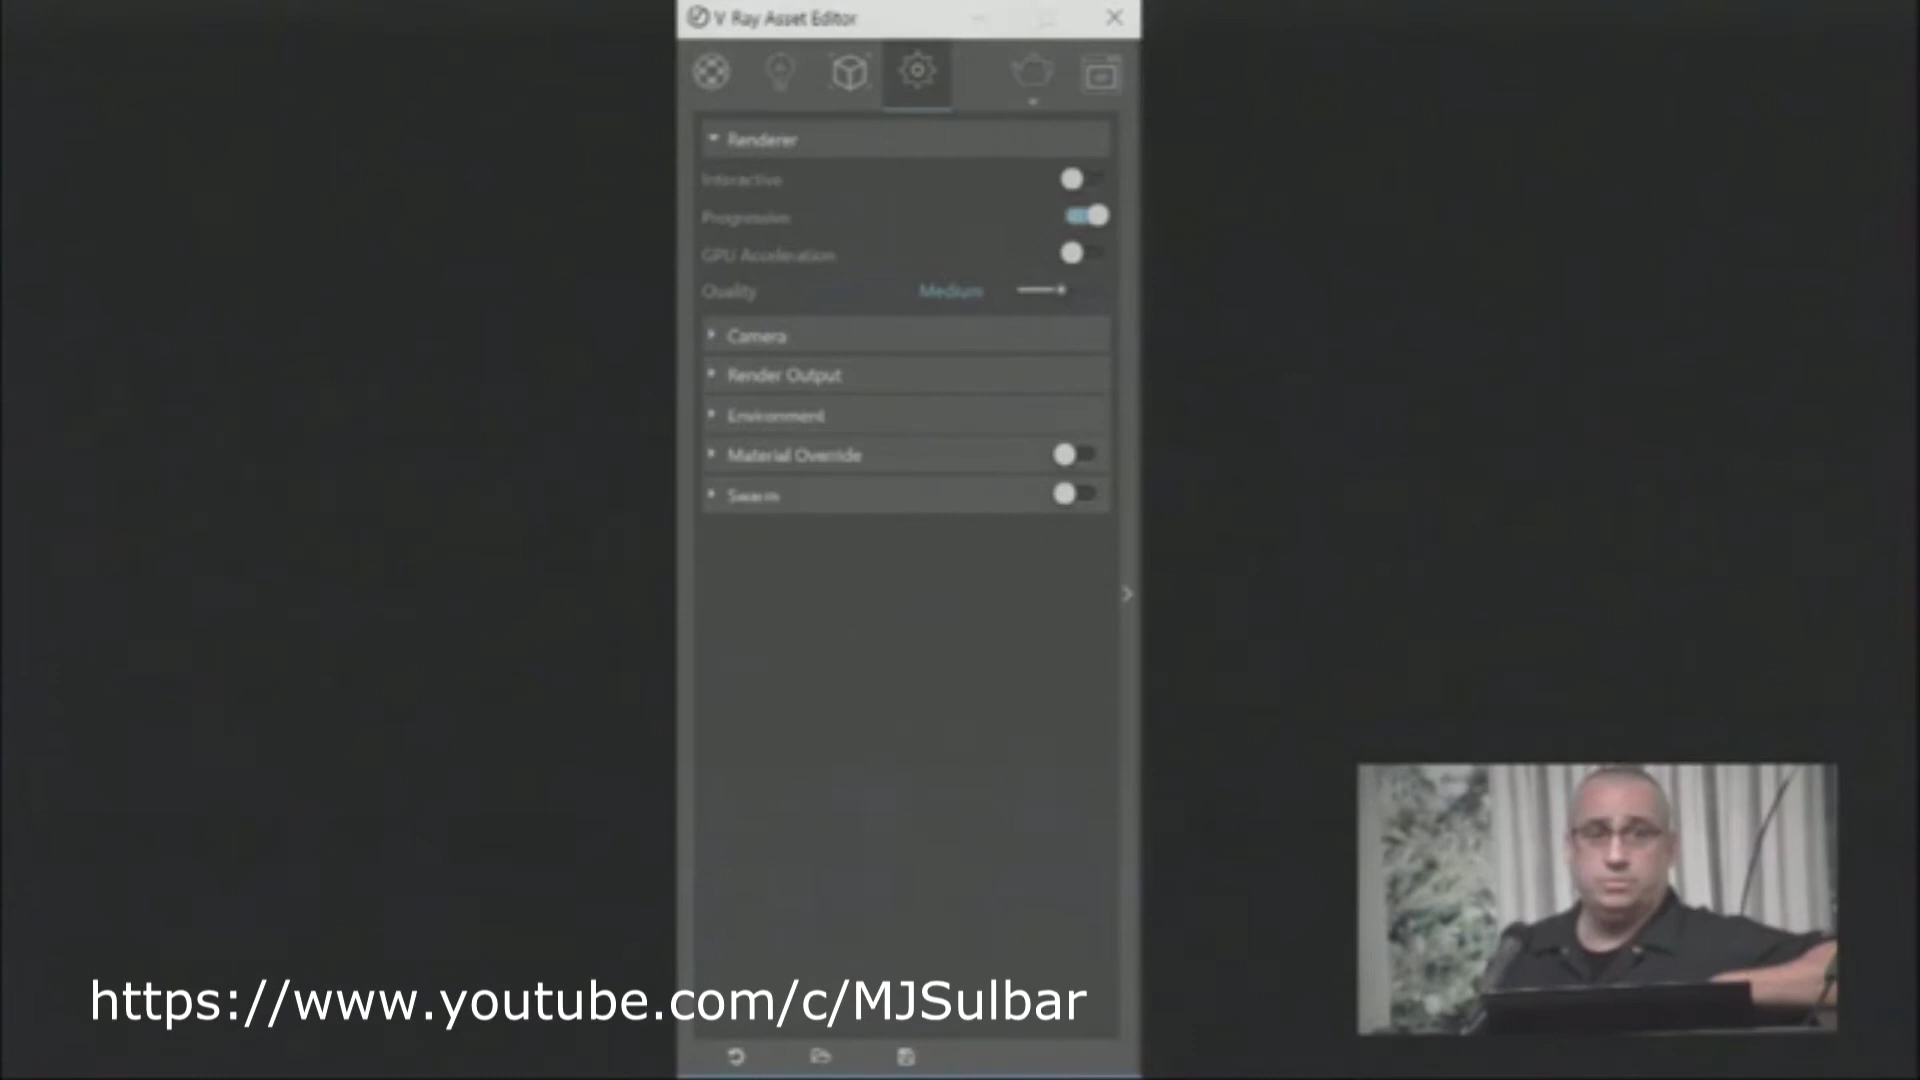 V Ray Asset Editor
Renderer
Interactive
Progressive
GPU Acceleration
Quality Medium
Camera
Render Output
Environment
Material Override
Swarm
https://www.youtube.com/c/MJSulbar